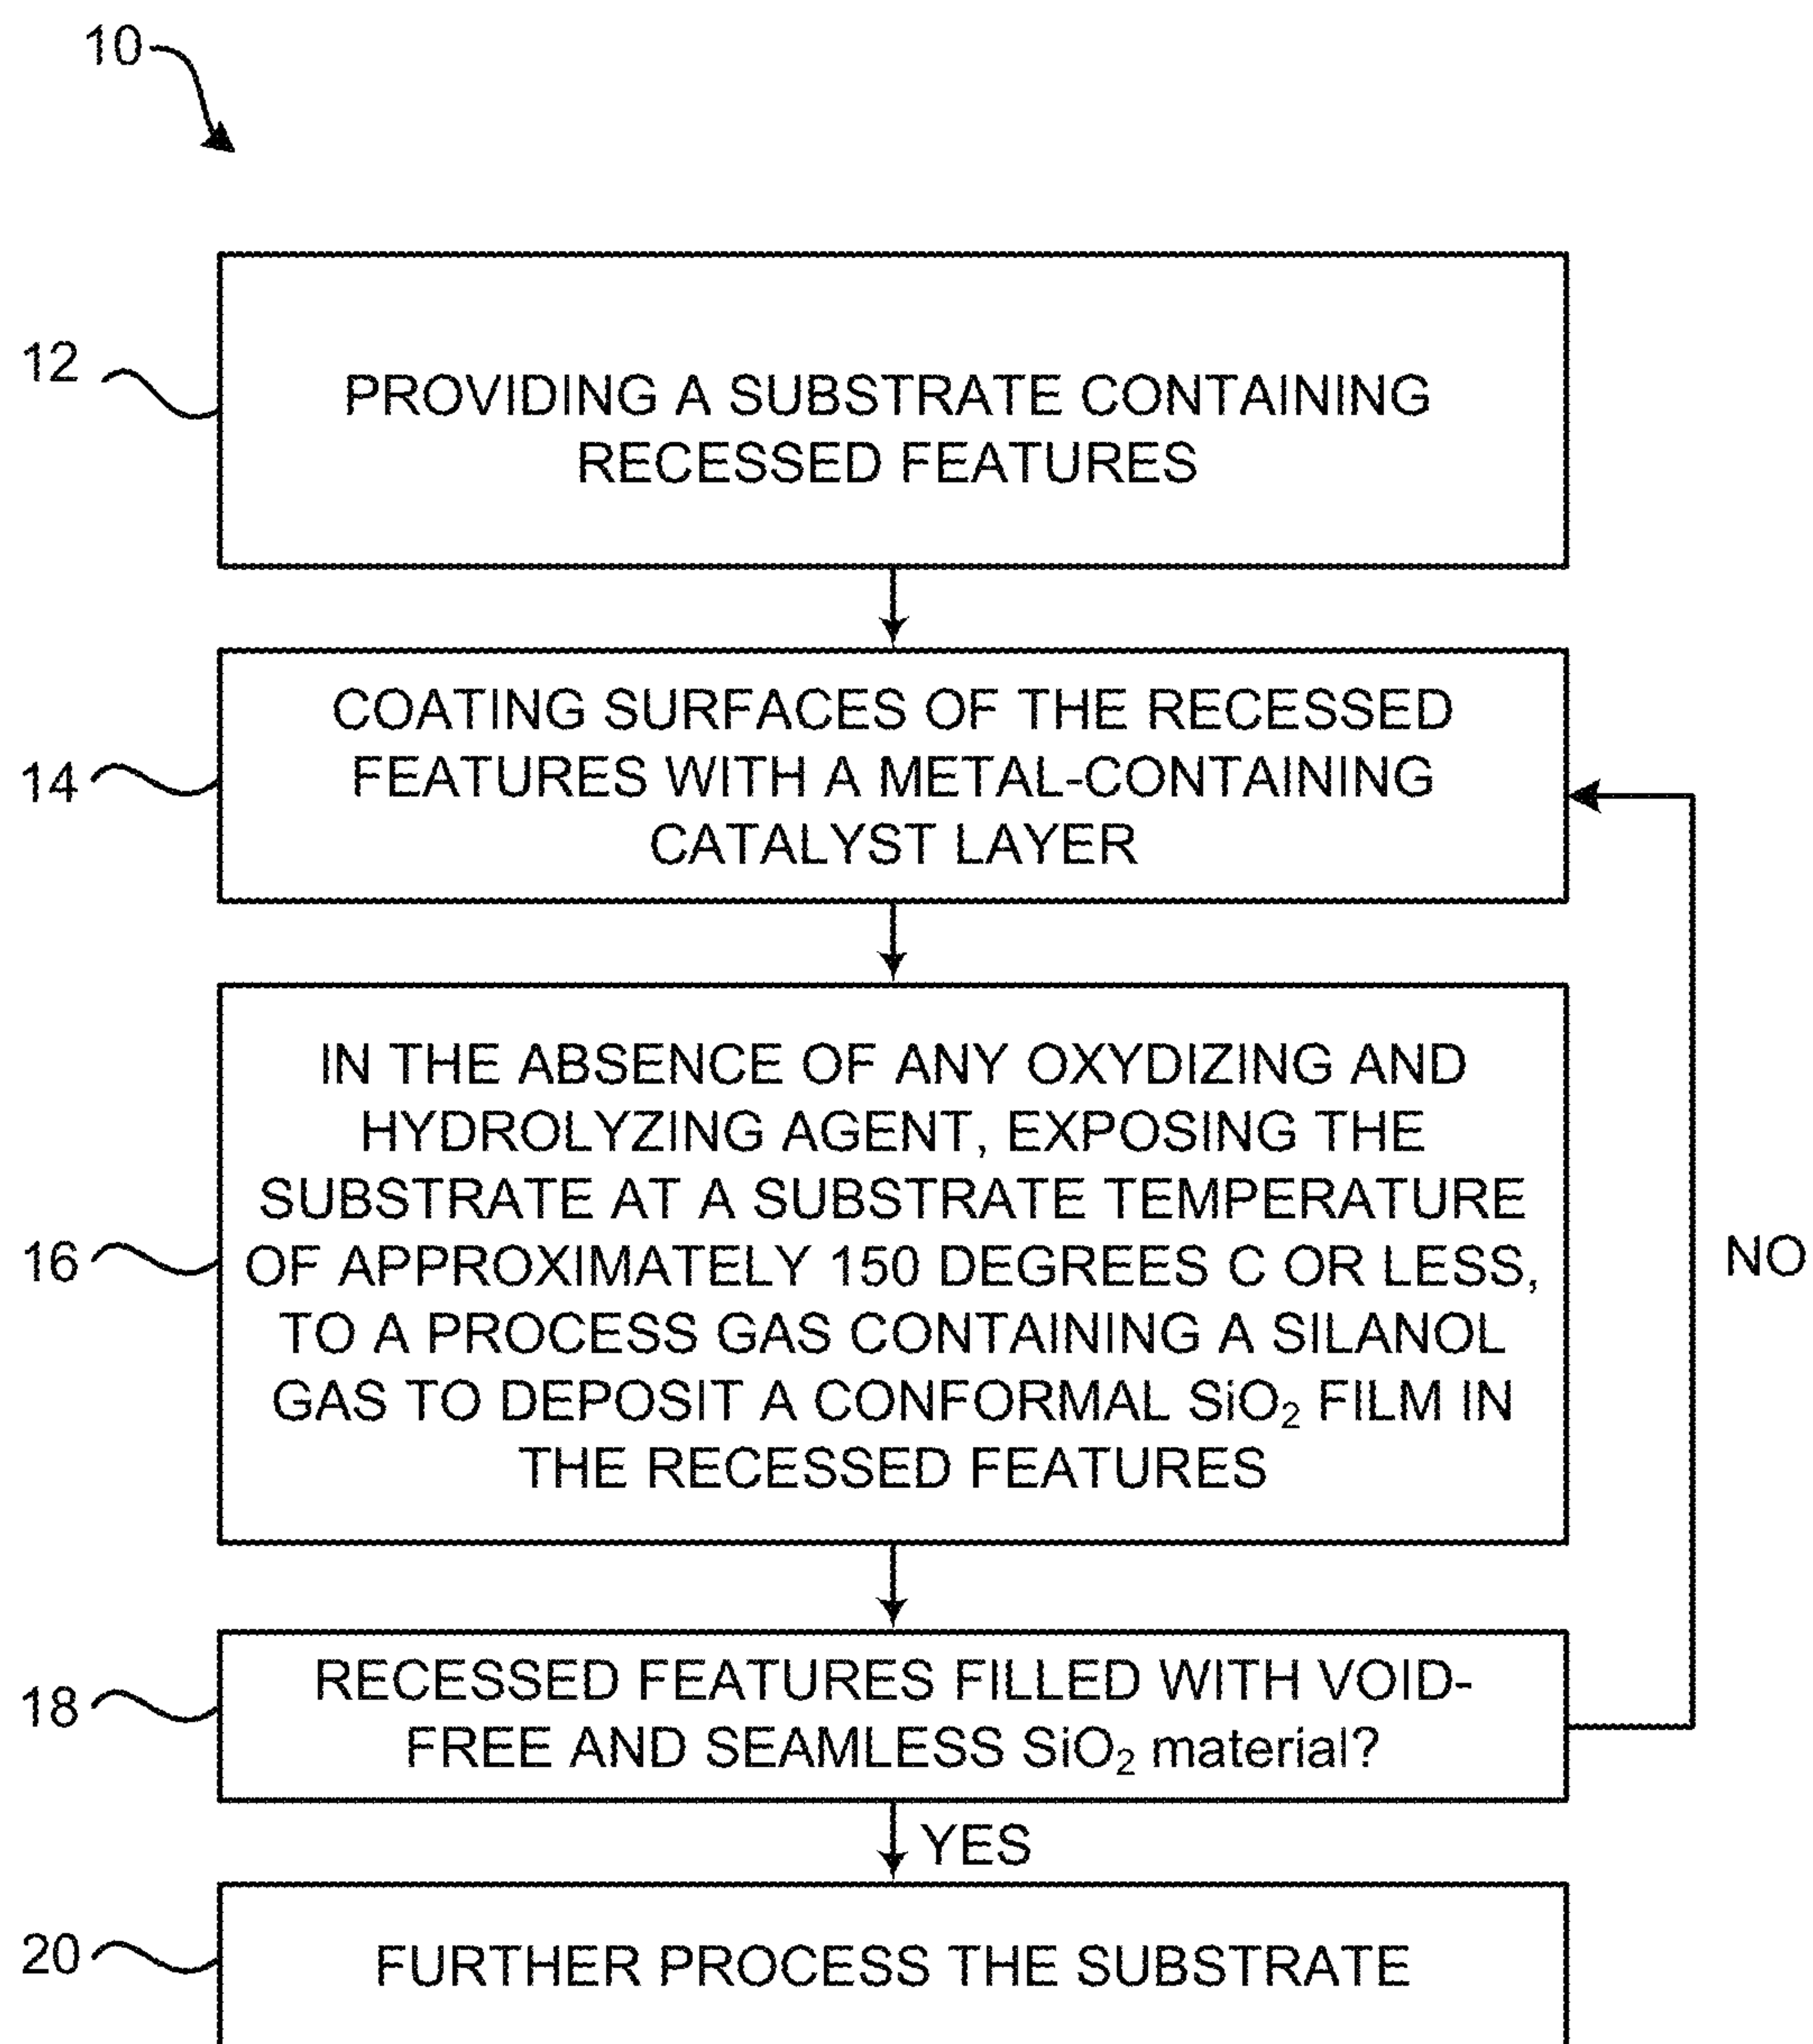 10
12
PROVIDING A SUBSTRATE CONTAINING
RECESSED FEATURES
14
COATING SURFACES OF THE RECESSED
FEATURES WITH A METAL-CONTAINING
CATALYST LAYER
16
IN THE ABSENCE OF ANY OXYDIZING AND
HYDROLYZING AGENT, EXPOSING THE
SUBSTRATE AT A SUBSTRATE TEMPERATURE
OF APPROXIMATELY 150 DEGREES C OR LESS,
TO A PROCESS GAS CONTAINING A SILANOL
GAS TO DEPOSIT A CONFORMAL SiO₂ FILM IN
THE RECESSED FEATURES
NO
18
RECESSED FEATURES FILLED WITH VOID-
FREE AND SEAMLESS SiO₂ material?
YES
20
FURTHER PROCESS THE SUBSTRATE